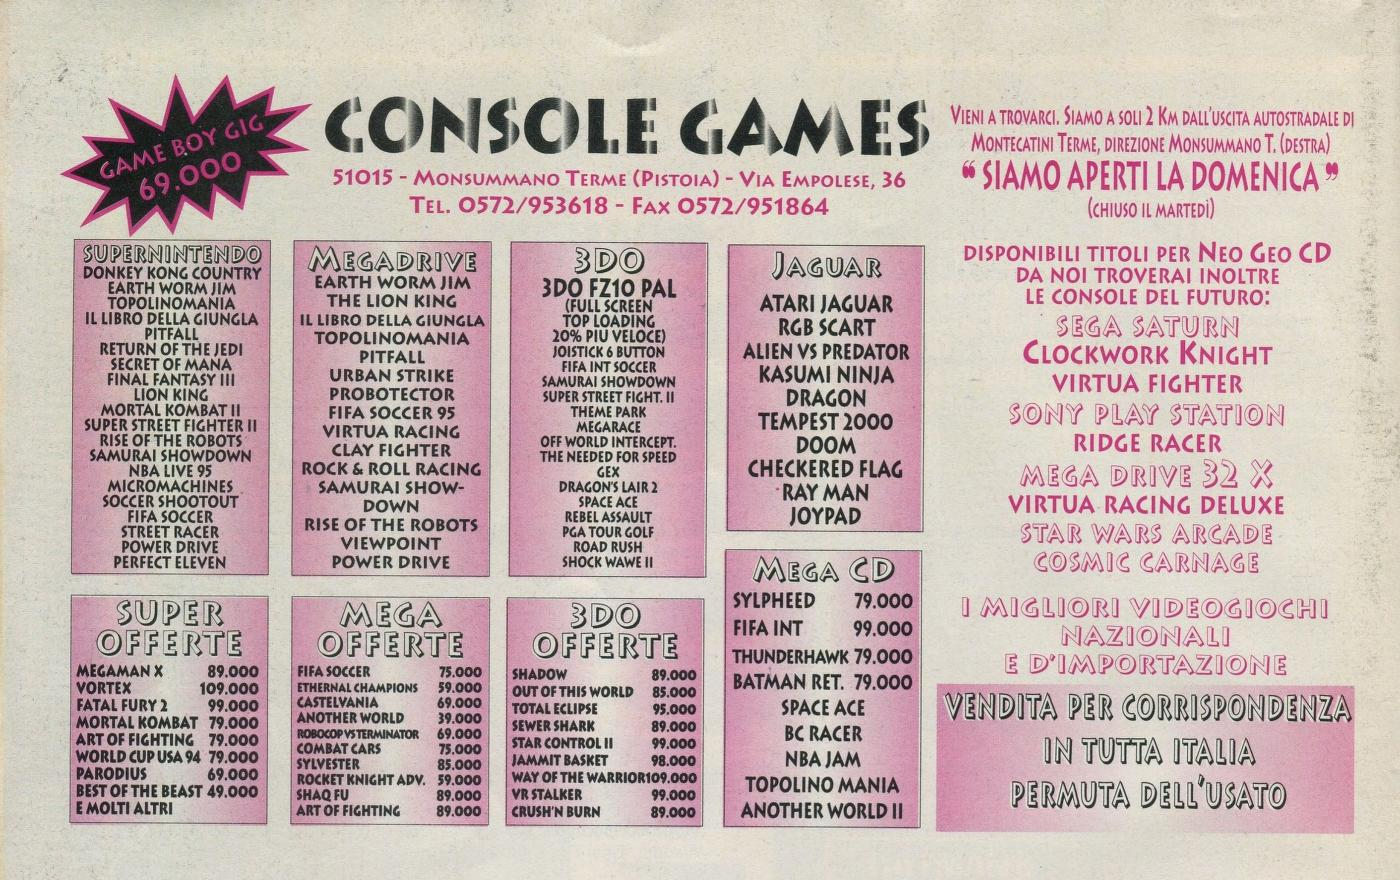 GAME BOY GIG
69.000
CONSOLE GAMES
51015 - MONSUMMANO TERME (PISTOIA) - VIA EMPOLESE, 36
TEL. 0572/953618 - FAX 0572/951864
VIENI A TROVARCI. SIAMO A SOLI 2 KM DALL'USCITA AUTOSTRADALE DI
MONTECATINI TERME, DIREZIONE MONSUMMANO T. (DESTRA)
" SIAMO APERTI LA DOMENICA "
(CHIUSO IL MARTEDÌ)
SUPERNINTENDO
DONKEY KONG COUNTRY
EARTH WORM JIM
TOPOLINOMANIA
IL LIBRO DELLA GIUNGLA
PITFALL
RETURN OF THE JEDI
SECRET OF MANA
FINAL FANTASY III
LION KING
MORTAL KOMBAT II
SUPER STREET FIGHTER II
RISE OF THE ROBOTS
SAMURAI SHOWDOWN
NBA LIVE 95
MICROMACHINES
SOCCER SHOOTOUT
FIFA SOCCER
STREET RACER
POWER DRIVE
PERFECT ELEVEN
MEGADRIVE
EARTH WORM JIM
THE LION KING
IL LIBRO DELLA GIUNGLA
TOPOLINOMANIA
PITFALL
URBAN STRIKE
PROBOTECTOR
FIFA SOCCER 95
VIRTUA RACING
CLAY FIGHTER
ROCK & ROLL RACING
SAMURAI SHOW-
DOWN
RISE OF THE ROBOTS
VIEWPOINT
POWER DRIVE
3DO
3DO FZ10 PAL
(FULL SCREEN
TOP LOADING
20% PIU VELOCE)
JOISTICK 6 BUTTON
FIFA INT SOCCER
SAMURAI SHOWDOWN
SUPER STREET FIGHT. II
THEME PARK
MEGARACE
OFF WORLD INTERCEPT.
THE NEEDED FOR SPEED
GEX
DRAGON'S LAIR 2
SPACE ACE
REBEL ASSAULT
PGA TOUR GOLF
ROAD RUSH
SHOCK WAWE II
JAGUAR
ATARI JAGUAR
RGB SCART
ALIEN VS PREDATOR
KASUMI NINJA
DRAGON
TEMPEST 2000
DOOM
CHECKERED FLAG
RAY MAN
JOYPAD
SUPER
OFFERTE
MEGAMAN X 89.000
VORTEX 109.000
FATAL FURY 2 99.000
MORTAL KOMBAT 79.000
ART OF FIGHTING 79.000
WORLD CUP USA 94 79.000
PARODIUS 69.000
BEST OF THE BEAST 49.000
E MOLTI ALTRI
MEGA
OFFERTE
FIFA SOCCER 75.000
ETHERNAL CHAMPIONS 59.000
CASTELVANIA 69.000
ANOTHER WORLD 39.000
ROBOCOP VS TERMINATOR 69.000
COMBAT CARS 75.000
SYLVESTER 85.000
ROCKET KNIGHT ADV. 59.000
SHAQ FU 89.000
ART OF FIGHTING 89.000
3DO
OFFERTE
SHADOW 89.000
OUT OF THIS WORLD 85.000
TOTAL ECLIPSE 95.000
SEWER SHARK 89.000
STAR CONTROL II 99.000
JAMMIT BASKET 98.000
WAY OF THE WARRIOR 109.000
VR STALKER 99.000
CRUSH'N BURN 89.000
MEGA CD
SYLPHEED 79.000
FIFA INT 99.000
THUNDERHAWK 79.000
BATMAN RET. 79.000
SPACE ACE
BC RACER
NBA JAM
TOPOLINO MANIA
ANOTHER WORLD II
DISPONIBILI TITOLI PER NEO GEO CD
DA NOI TROVERAI INOLTRE
LE CONSOLE DEL FUTURO:
SEGA SATURN
CLOCKWORK KNIGHT
VIRTUA FIGHTER
SONY PLAY STATION
RIDGE RACER
MEGA DRIVE 32 X
VIRTUA RACING DELUXE
STAR WARS ARCADE
COSMIC CARNAGE
I MIGLIORI VIDEOGIOCHI
NAZIONALI
E D'IMPORTAZIONE
VENDITA PER CORRISPONDENZA
IN TUTTA ITALIA
PERMUTA DELL'USATO